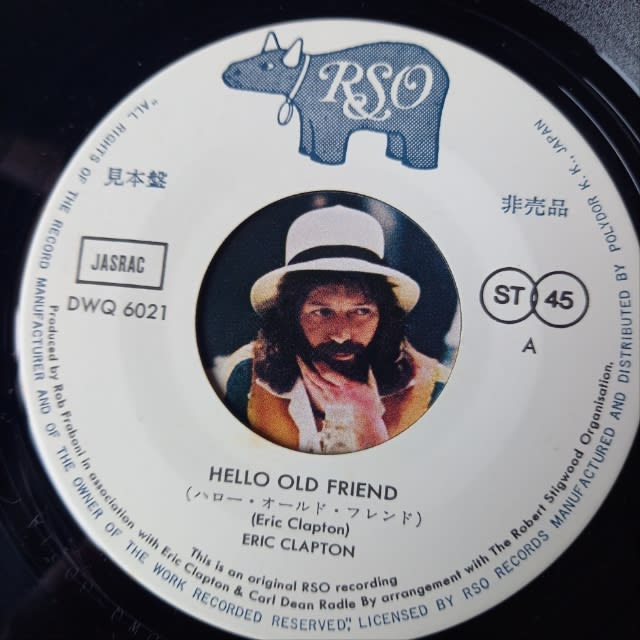 RSO
見本盤
非売品
JASRAC
DWQ 6021
ST 45
A
HELLO OLD FRIEND
(ハロー・オールド・フレンド)
(Eric Clapton)
ERIC CLAPTON
This is an original RSO recording
Produced by Rob Fraboni in association with Eric Clapton & Carl Dean Radle By arrangement with The Robert Stigwood Organisation.
"ALL RIGHTS OF THE RECORD MANUFACTURER AND OF THE OWNER OF THE WORK RECORDED RESERVED", LICENSED BY RSO RECORDS MANUFACTURED AND DISTRIBUTED BY POLYDOR K. K., JAPAN